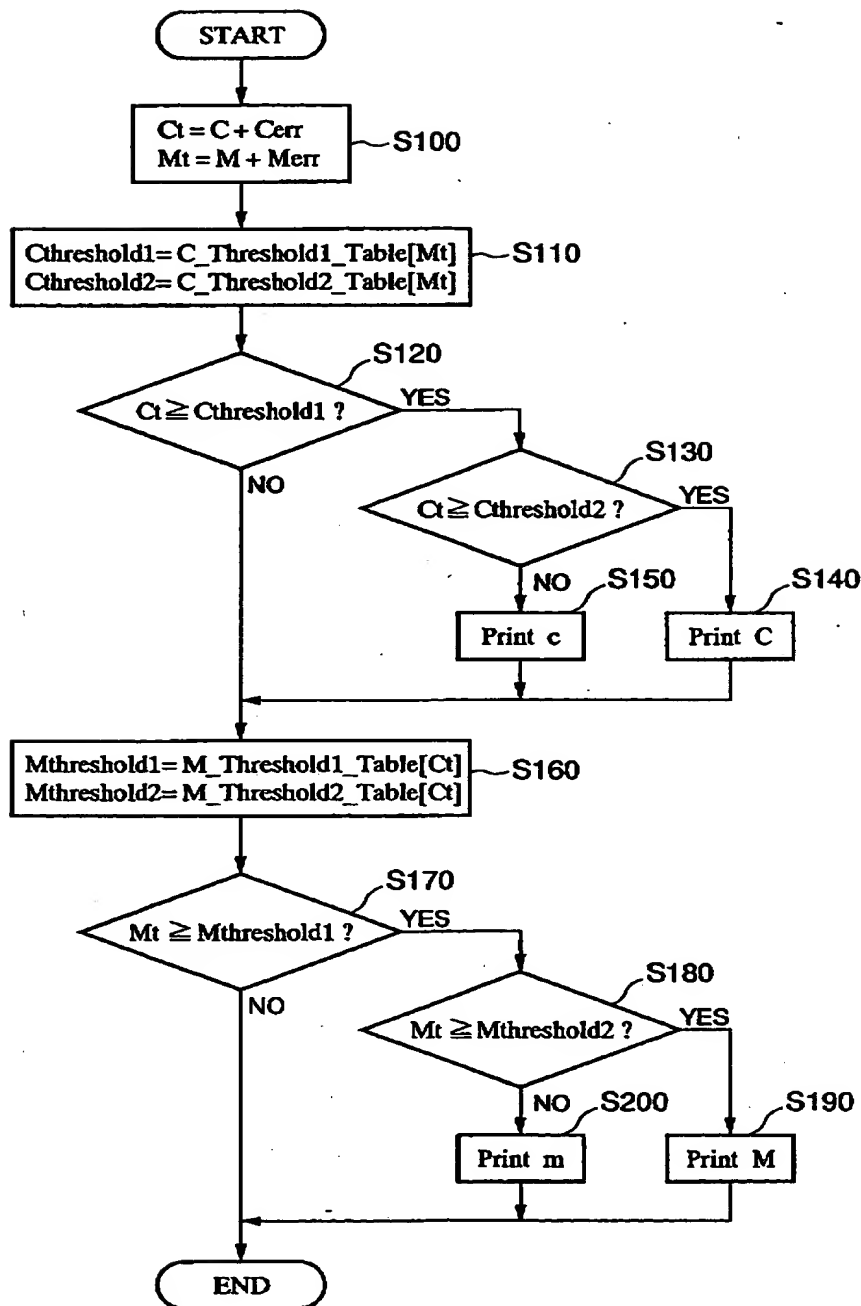 START
Ct = C + Cerr
Mt = M + Merr
S100
Cthreshold1= C_Threshold1_Table[Mt]
Cthreshold2= C_Threshold2_Table[Mt]
S110
S120
Ct ≧ Cthreshold1 ?
YES
NO
S130
Ct ≧ Cthreshold2 ?
YES
NO
S150
S140
Print c
Print C
Mthreshold1= M_Threshold1_Table[Ct]
Mthreshold2= M_Threshold2_Table[Ct]
S160
S170
Mt ≧ Mthreshold1 ?
YES
NO
S180
Mt ≧ Mthreshold2 ?
YES
NO
S200
S190
Print m
Print M
END